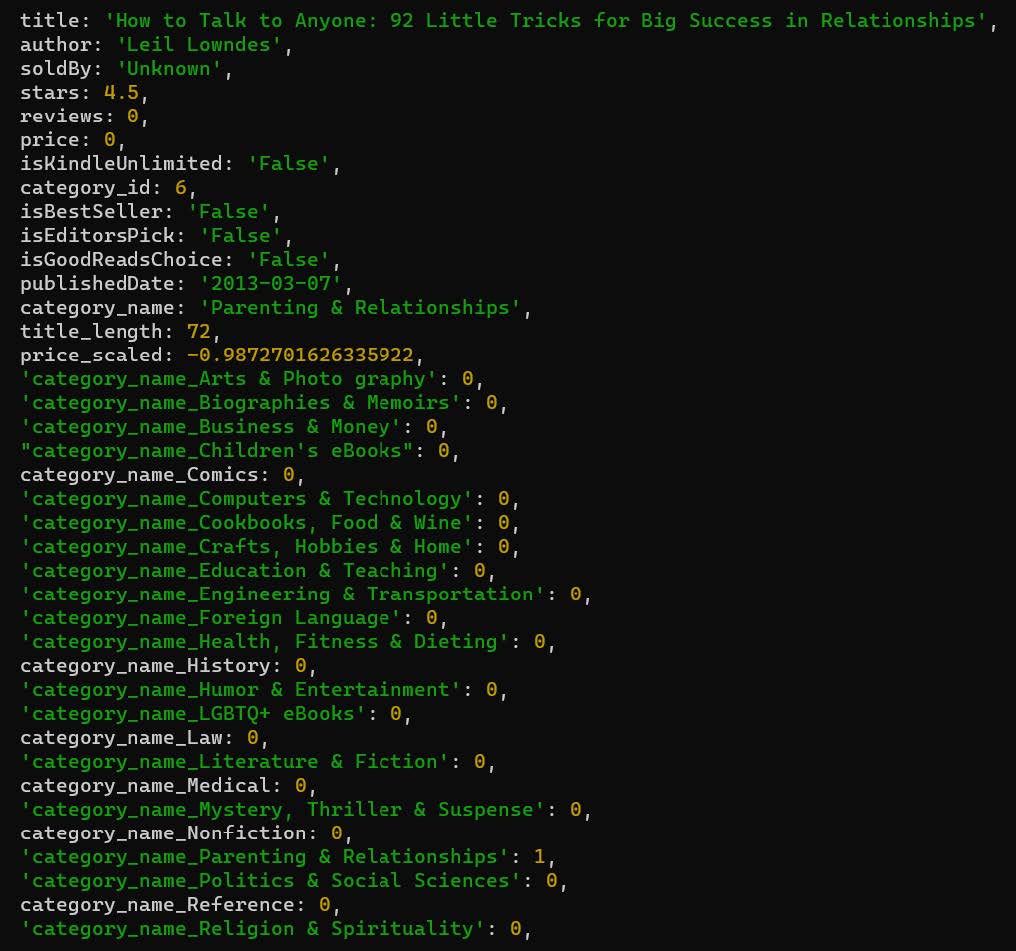 title: 'How to Talk to Anyone: 92 Little Tricks for Big Success in Relationships',
author: 'Leil Lowndes',
soldBy: 'Unknown',
stars: 4.5,
reviews: 0,
price: 0,
isKindleUnlimited: 'False',
category_id: 6,
isBestSeller: 'False',
isEditorsPick: 'False',
isGoodReadsChoice: 'False',
publishedDate: '2013-03-07',
category_name: 'Parenting & Relationships',
title_length: 72,
price_scaled: -0.9872701626335922,
'category_name_Arts & Photo graphy': 0,
'category_name_Biographies & Memoirs': 0,
'category_name_Business & Money': 0,
"category_name_Children's eBooks": 0,
category_name_Comics: 0,
'category_name_Computers & Technology': 0,
'category_name_Cookbooks, Food & Wine': 0,
'category_name_Crafts, Hobbies & Home': 0,
'category_name_Education & Teaching': 0,
'category_name_Engineering & Transportation': 0,
'category_name_Foreign Language': 0,
'category_name_Health, Fitness & Dieting': 0,
category_name_History: 0,
'category_name_Humor & Entertainment': 0,
'category_name_LGBTQ+ eBooks': 0,
category_name_Law: 0,
'category_name_Literature & Fiction': 0,
category_name_Medical: 0,
'category_name_Mystery, Thriller & Suspense': 0,
category_name_Nonfiction: 0,
'category_name_Parenting & Relationships': 1,
'category_name_Politics & Social Sciences': 0,
category_name_Reference: 0,
'category_name_Religion & Spirituality': 0,